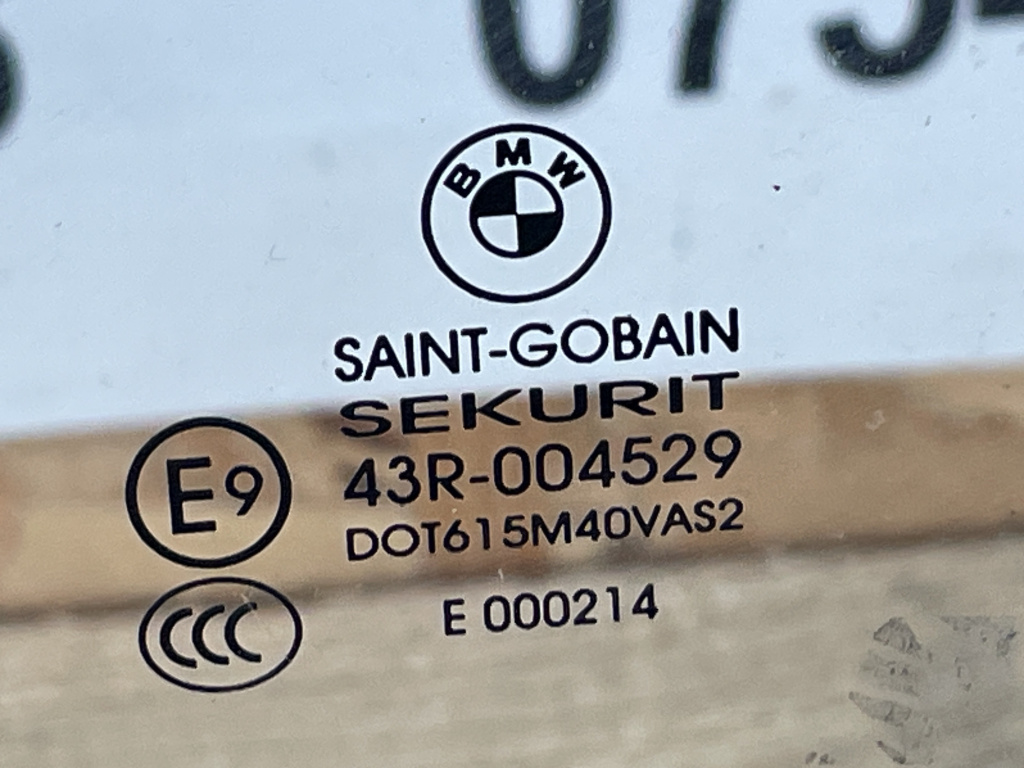 BMW
SAINT-GOBAIN
SEKURIT
E9
43R-004529
DOT615M40VAS2
CCC
E 000214